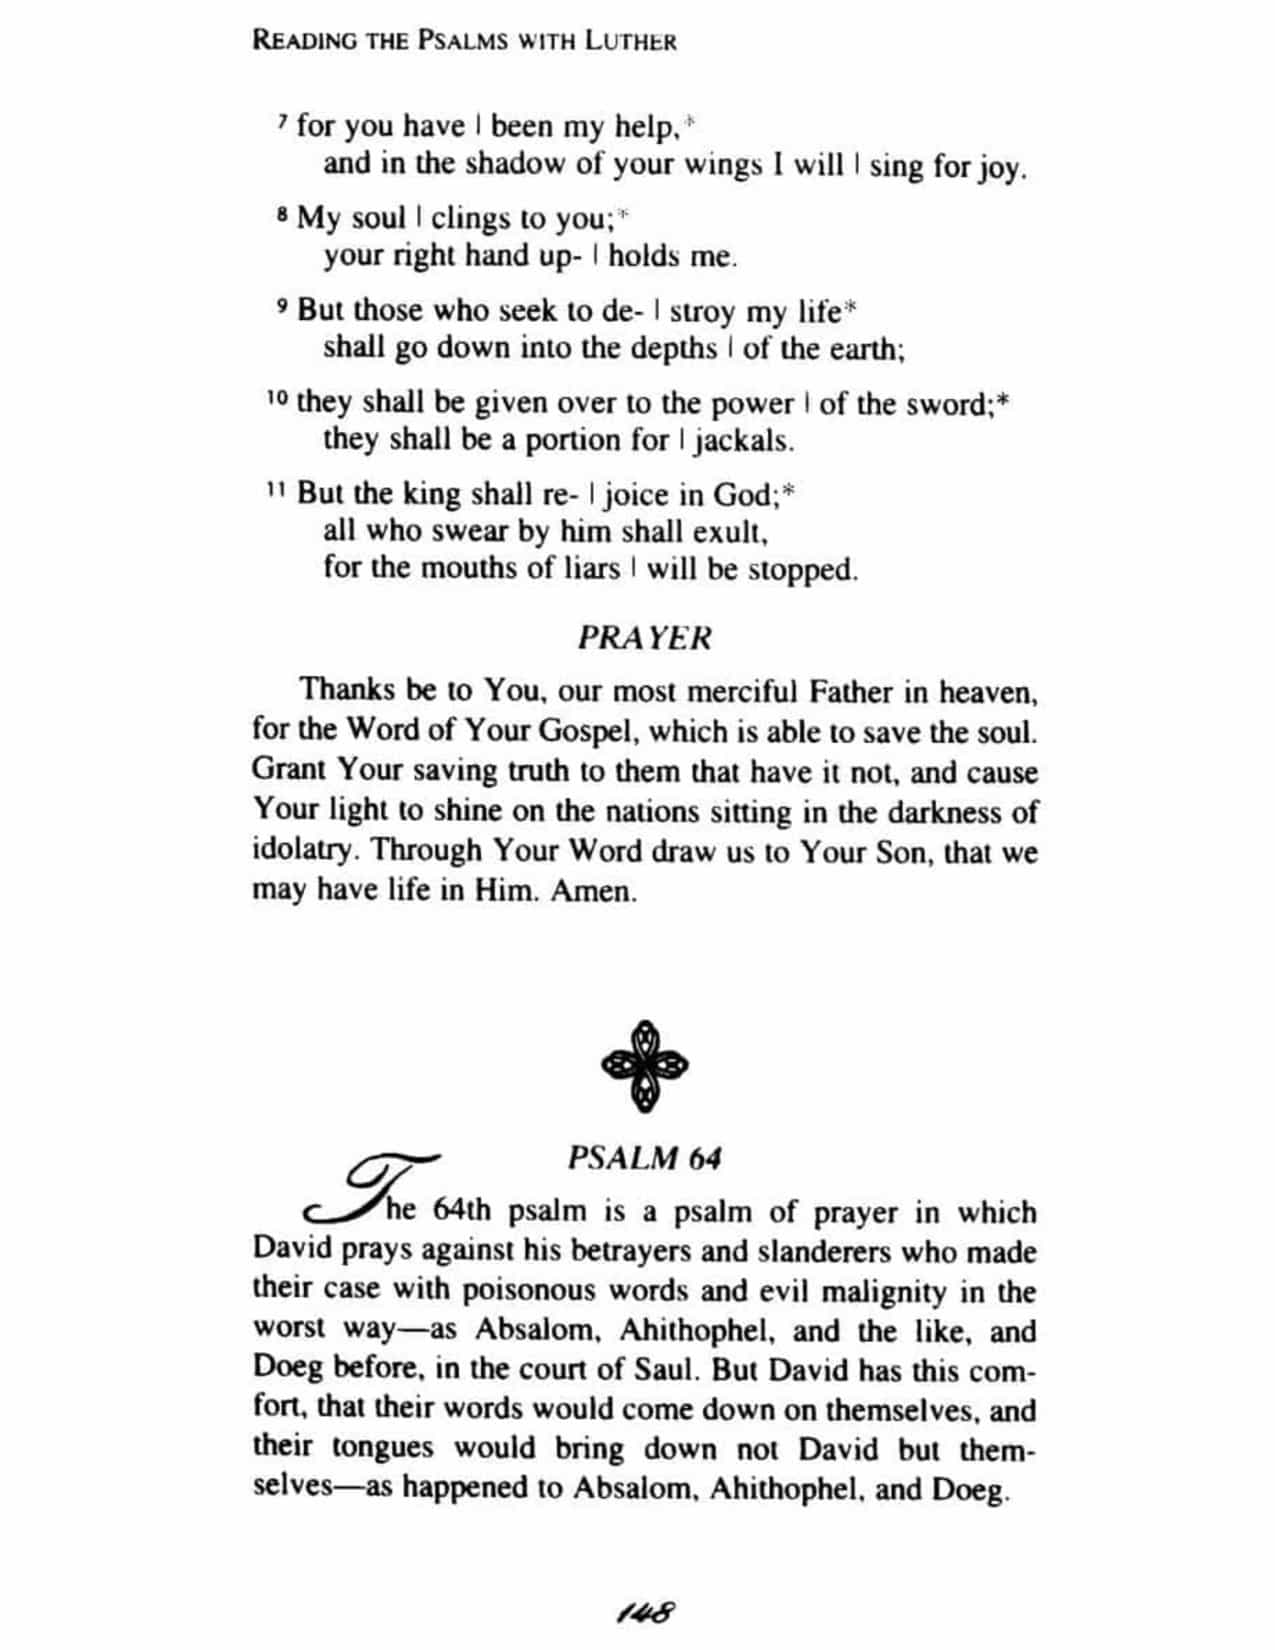 READING THE PSALMS WITH LUTHER
7 for you have | been my help,*
and in the shadow of your wings I will | sing for joy.
8 My soul | clings to you;*
your right hand up- | holds me.
9 But those who seek to de- | stroy my life*
shall go down into the depths | of the earth;
10 they shall be given over to the power | of the sword;*
they shall be a portion for | jackals.
11 But the king shall re- | joice in God;*
all who swear by him shall exult,
for the mouths of liars | will be stopped.
PRAYER
Thanks be to You, our most merciful Father in heaven,
for the Word of Your Gospel, which is able to save the soul.
Grant Your saving truth to them that have it not, and cause
Your light to shine on the nations sitting in the darkness of
idolatry. Through Your Word draw us to Your Son, that we
may have life in Him. Amen.
PSALM 64
The 64th psalm is a psalm of prayer in which
David prays against his betrayers and slanderers who made
their case with poisonous words and evil malignity in the
worst way—as Absalom, Ahithophel, and the like, and
Doeg before, in the court of Saul. But David has this com-
fort, that their words would come down on themselves, and
their tongues would bring down not David but them-
selves—as happened to Absalom, Ahithophel, and Doeg.
148